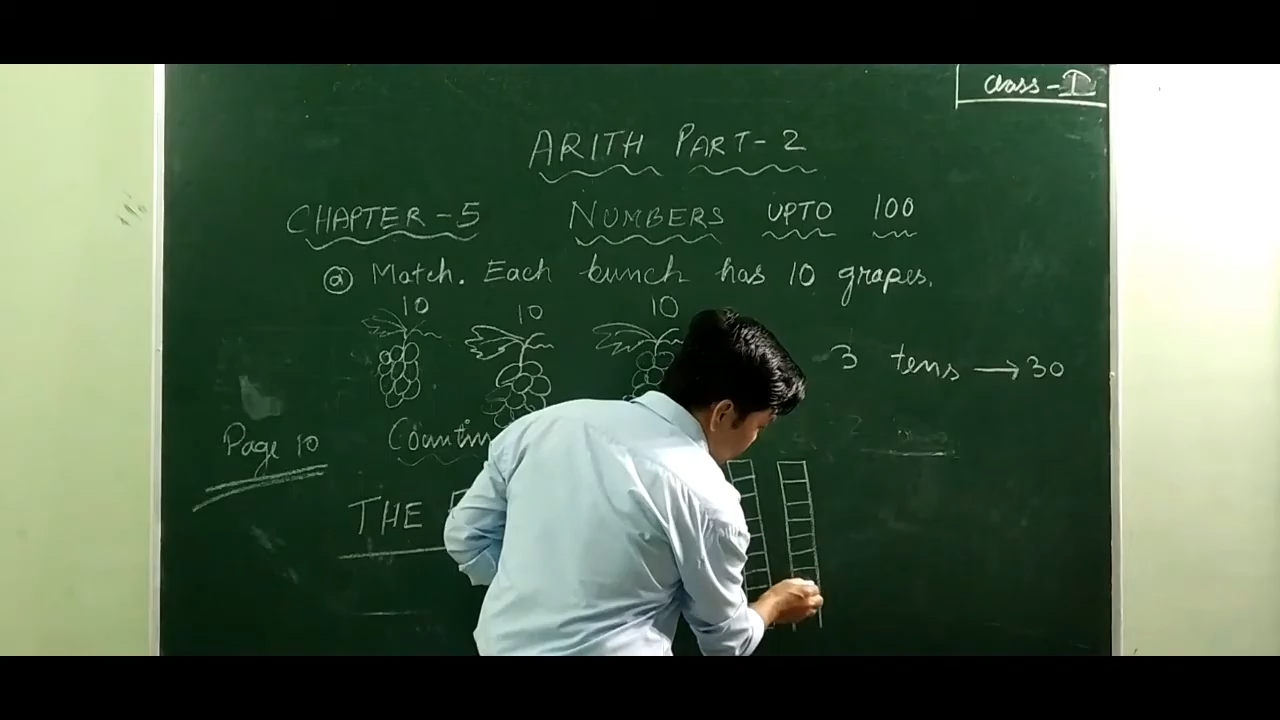 Class - I
ARITH PART - 2
CHAPTER - 5 NUMBERS UPTO 100
(a) Match. Each bunch has 10 grapes.
10 10 10
3 tens → 30
Page 10
THE